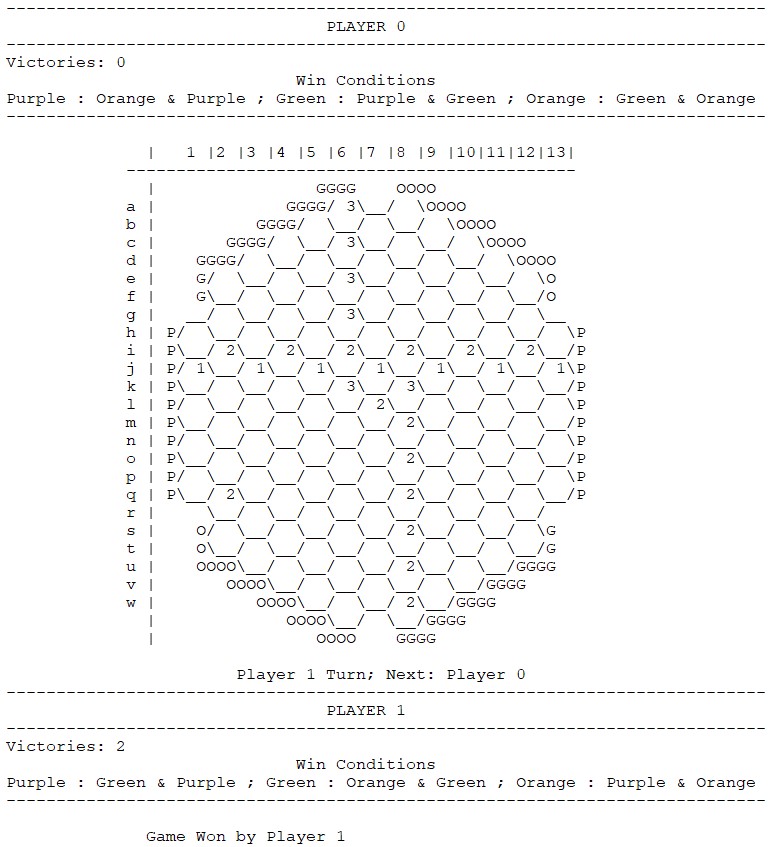 ----------------------------------------------------------------------------
                                PLAYER 0
----------------------------------------------------------------------------
Victories: 0
                             Win Conditions
Purple : Orange & Purple ; Green : Purple & Green ; Orange : Green & Orange
----------------------------------------------------------------------------
              |   1 |2 |3 |4 |5 |6 |7 |8 |9 |10|11|12|13|
            ---------------------------------------------
              |                GGGG    OOOO
            a |             GGGG/ 3\__/  \OOOO
            b |          GGGG/  \__/  \__/  \OOOO
            c |       GGGG/  \__/ 3\__/  \__/  \OOOO
            d |    GGGG/  \__/  \__/  \__/  \__/  \OOOO
            e |    G/  \__/  \__/ 3\__/  \__/  \__/  \O
            f |    G\__/  \__/  \__/  \__/  \__/  \__/O
            g |   __/  \__/  \__/ 3\__/  \__/  \__/  \__
            h | P/  \__/  \__/  \__/  \__/  \__/  \__/  \P
            i | P\__/ 2\__/ 2\__/ 2\__/ 2\__/ 2\__/ 2\__/P
            j | P/ 1\__/ 1\__/ 1\__/ 1\__/ 1\__/ 1\__/ 1\P
            k | P\__/  \__/  \__/ 3\__/ 3\__/  \__/  \__/P
            l | P/  \__/  \__/  \__/ 2\__/  \__/  \__/  \P
            m | P\__/  \__/  \__/  \__/ 2\__/  \__/  \__/P
            n | P/  \__/  \__/  \__/  \__/  \__/  \__/  \P
            o | P\__/  \__/  \__/  \__/ 2\__/  \__/  \__/P
            p | P/  \__/  \__/  \__/  \__/  \__/  \__/  \P
            q | P\__/ 2\__/  \__/  \__/ 2\__/  \__/  \__/P
            r |     \__/  \__/  \__/  \__/  \__/  \__/
            s |    O/  \__/  \__/  \__/ 2\__/  \__/  \G
            t |    O\__/  \__/  \__/  \__/  \__/  \__/G
            u |    OOOO\__/  \__/  \__/ 2\__/  \__/GGGG
            v |       OOOO\__/  \__/  \__/  \__/GGGG
            w |          OOOO\__/  \__/ 2\__/GGGG
              |             OOOO\__/  \__/GGGG
              |                OOOO    GGGG
                       Player 1 Turn; Next: Player 0
----------------------------------------------------------------------------
                                PLAYER 1
----------------------------------------------------------------------------
Victories: 2
                             Win Conditions
Purple : Green & Purple ; Green : Orange & Green ; Orange : Purple & Orange
----------------------------------------------------------------------------
              Game Won by Player 1